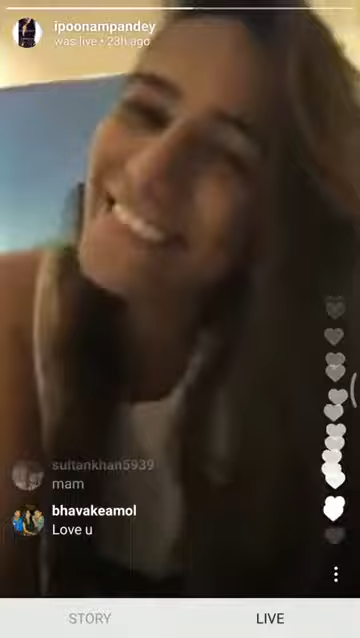 ipoonampandey
was live • 23h ago
sultankhan5939
mam
bhavakeamol
Love u
STORY
LIVE